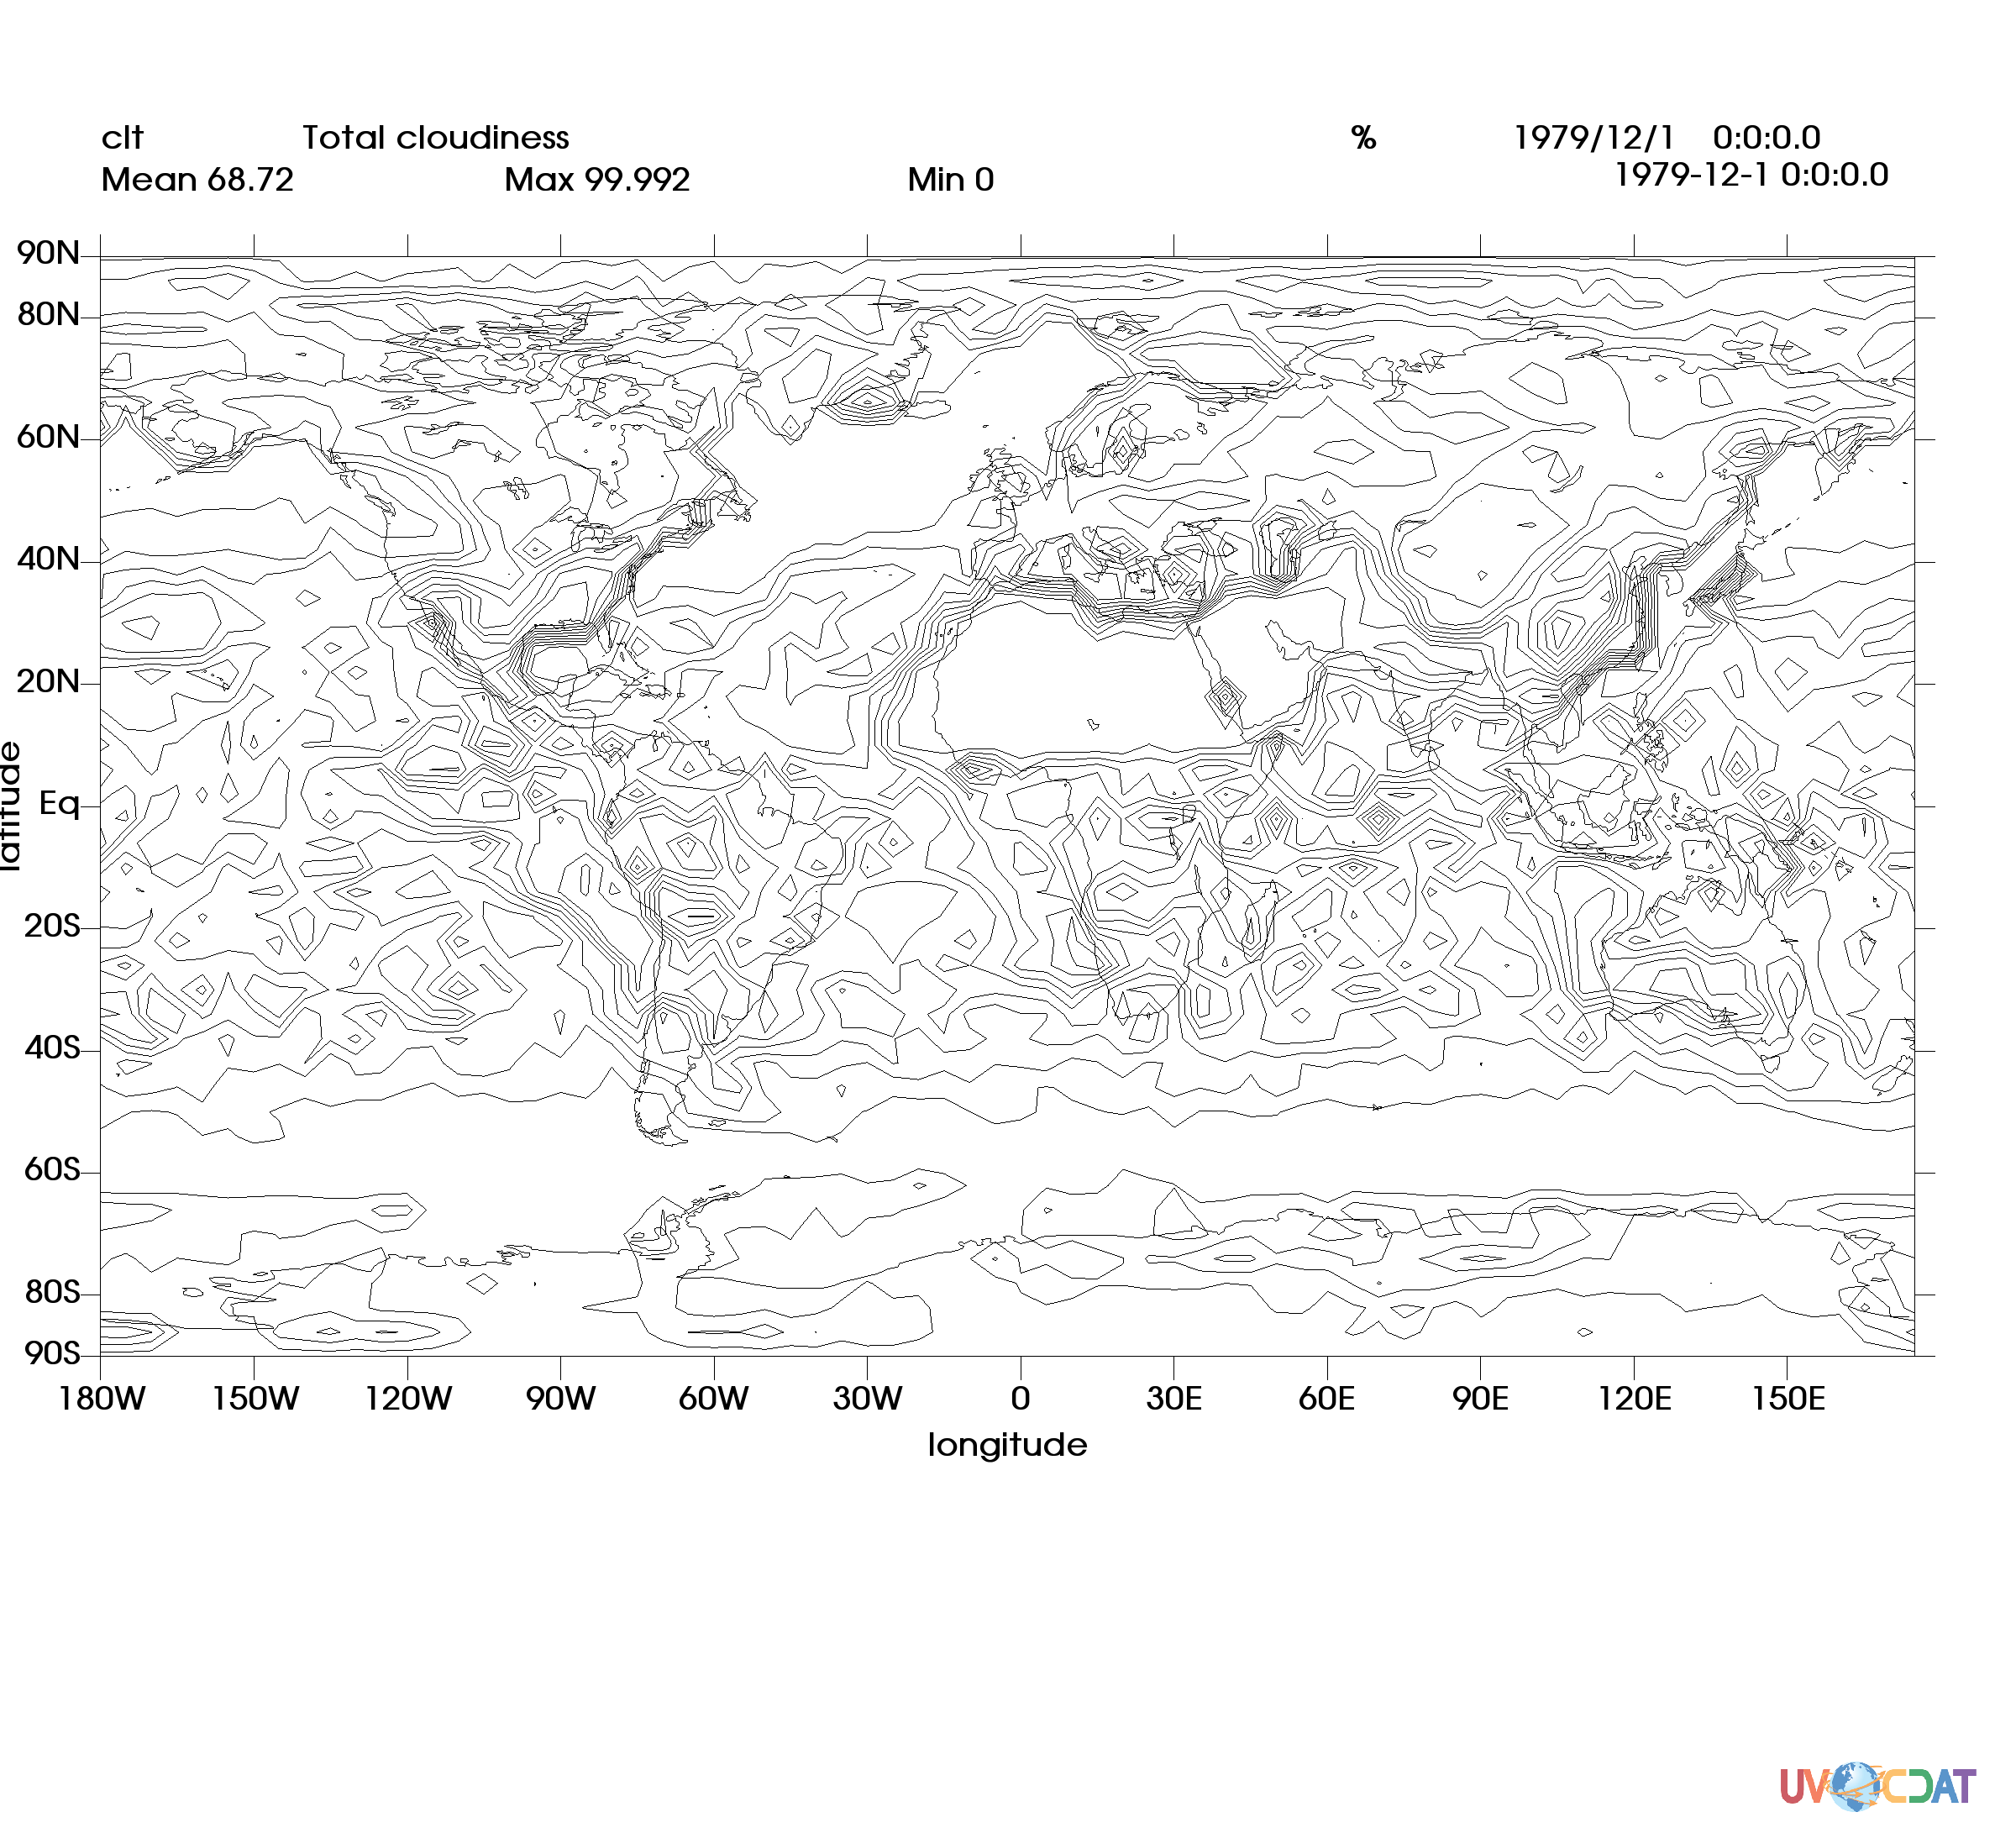 clt Total cloudiness % 1979/12/1 0:0:0.0
Mean 68.72 Max 99.992 Min 0 1979-12-1 0:0:0.0
90N
80N
60N
40N
20N
Eq
20S
40S
60S
80S
90S
latitude
180W 150W 120W 90W 60W 30W 0 30E 60E 90E 120E 150E
longitude
UV CDAT